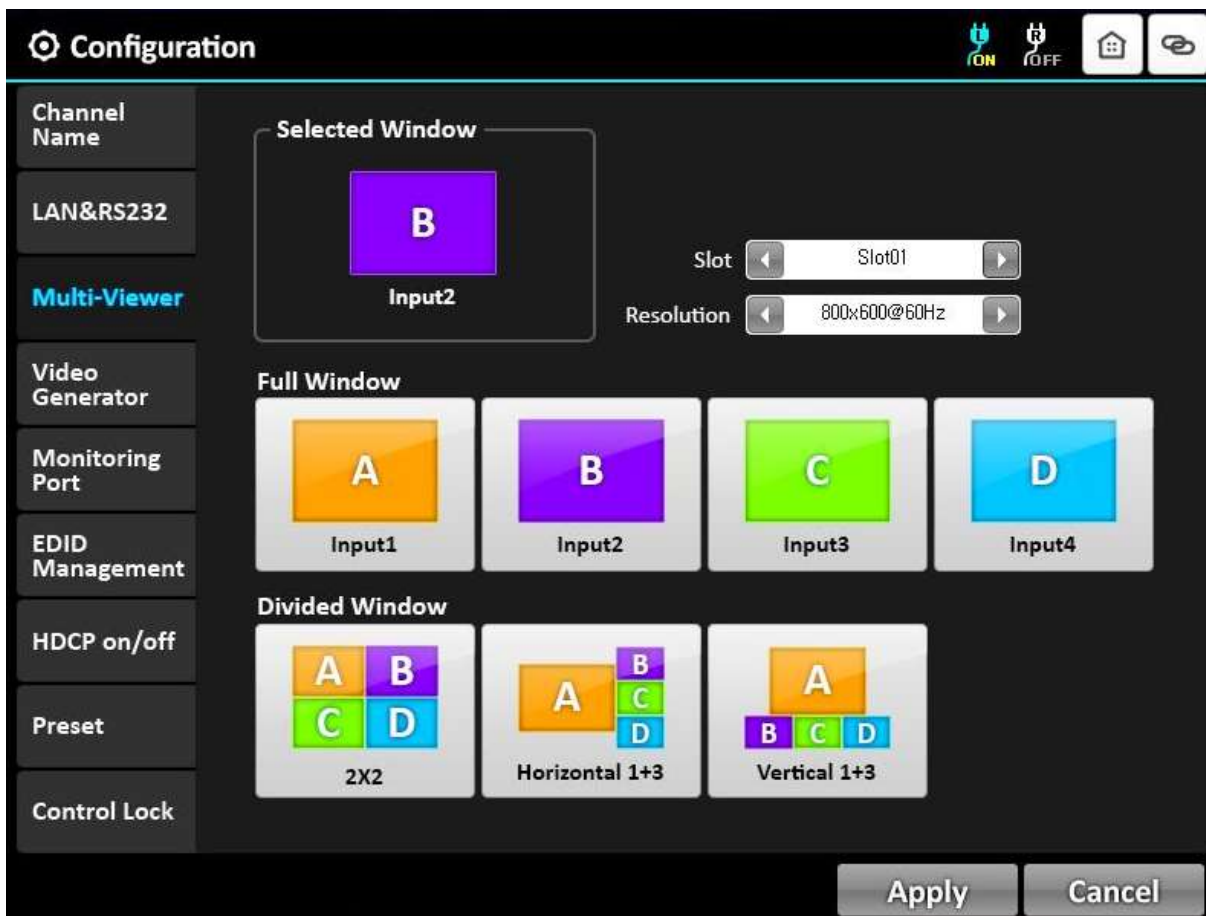 Configuration
L
ON
R
OFF
Channel
Name
LAN&RS232
Multi-Viewer
Video
Generator
Monitoring
Port
EDID
Management
HDCP on/off
Preset
Control Lock
Selected Window
B
Input2
Slot
Slot01
Resolution
800x600@60Hz
Full Window
A
B
C
D
Input1
Input2
Input3
Input4
Divided Window
A B
C D
2X2
A
B
C
D
Horizontal 1+3
A
B C D
Vertical 1+3
Apply
Cancel